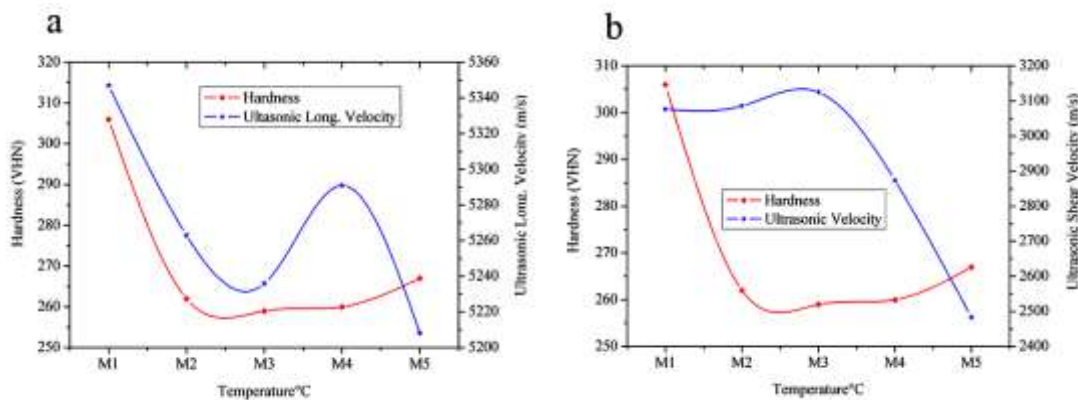 a
320
310
300
290
280
270
260
250
Hardness (VHN)
Hardness
Ultasonic Long. Velocity
5360
5340
5320
5300
5280
5260
5240
5220
5200
Ultrasonic Long. Velocity (m/s)
M1 M2 M3 M4 M5
Temperature°C
b
310
300
290
280
270
260
250
Hardness (VHN)
Hardness
Ultrasonic Velocity
3200
3100
3000
2900
2800
2700
2600
2500
2400
Ultrasonic Shear Velocity (m/s)
M1 M2 M3 M4 M5
Temperature°C